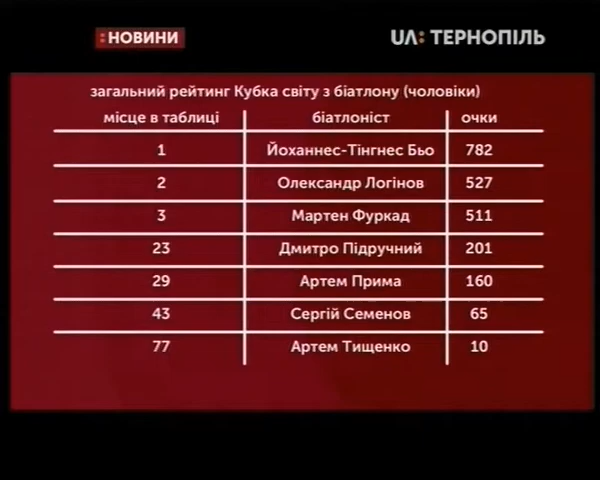 :НОВИНИ
UA: ТЕРНОПІЛЬ
загальний рейтинг Кубка світу з біатлону (чоловіки)
місце в таблиці біатлоніст очки
1 Йоханнес-Тінгнес Бьо 782
2 Олександр Логінов 527
3 Мартен Фуркад 511
23 Дмитро Підручний 201
29 Артем Прима 160
43 Сергій Семенов 65
77 Артем Тищенко 10